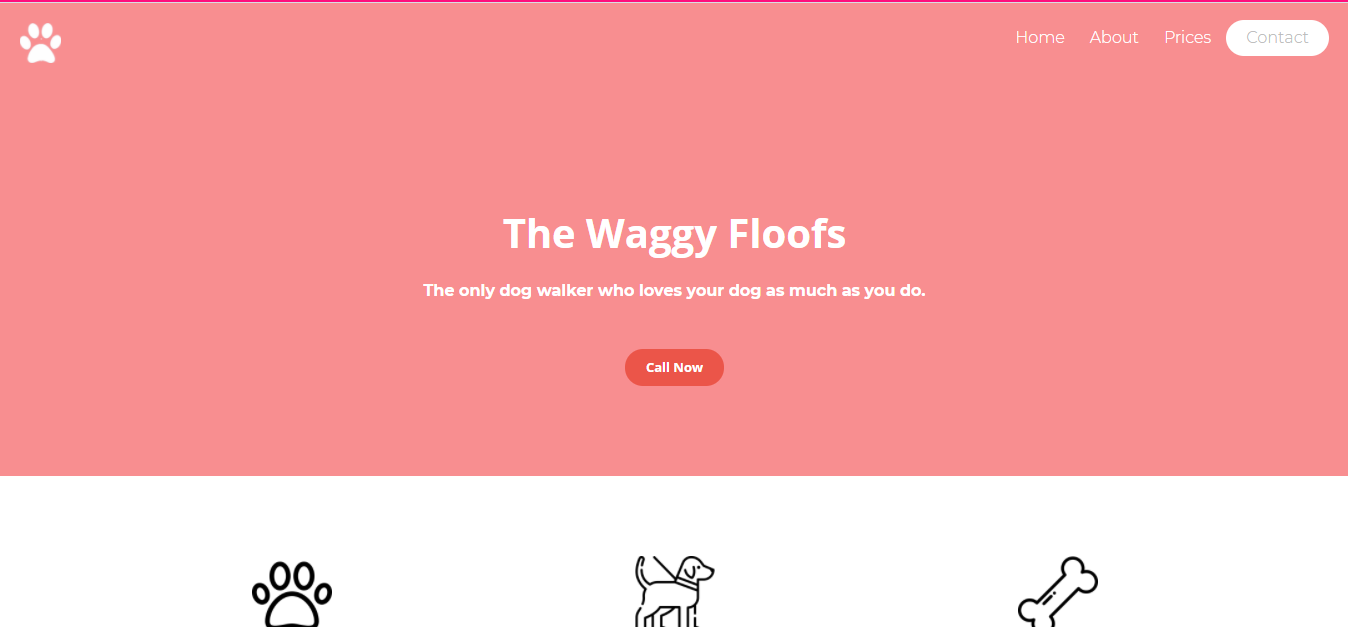 Home About Prices Contact
The Waggy Floofs
The only dog walker who loves your dog as much as you do.
Call Now